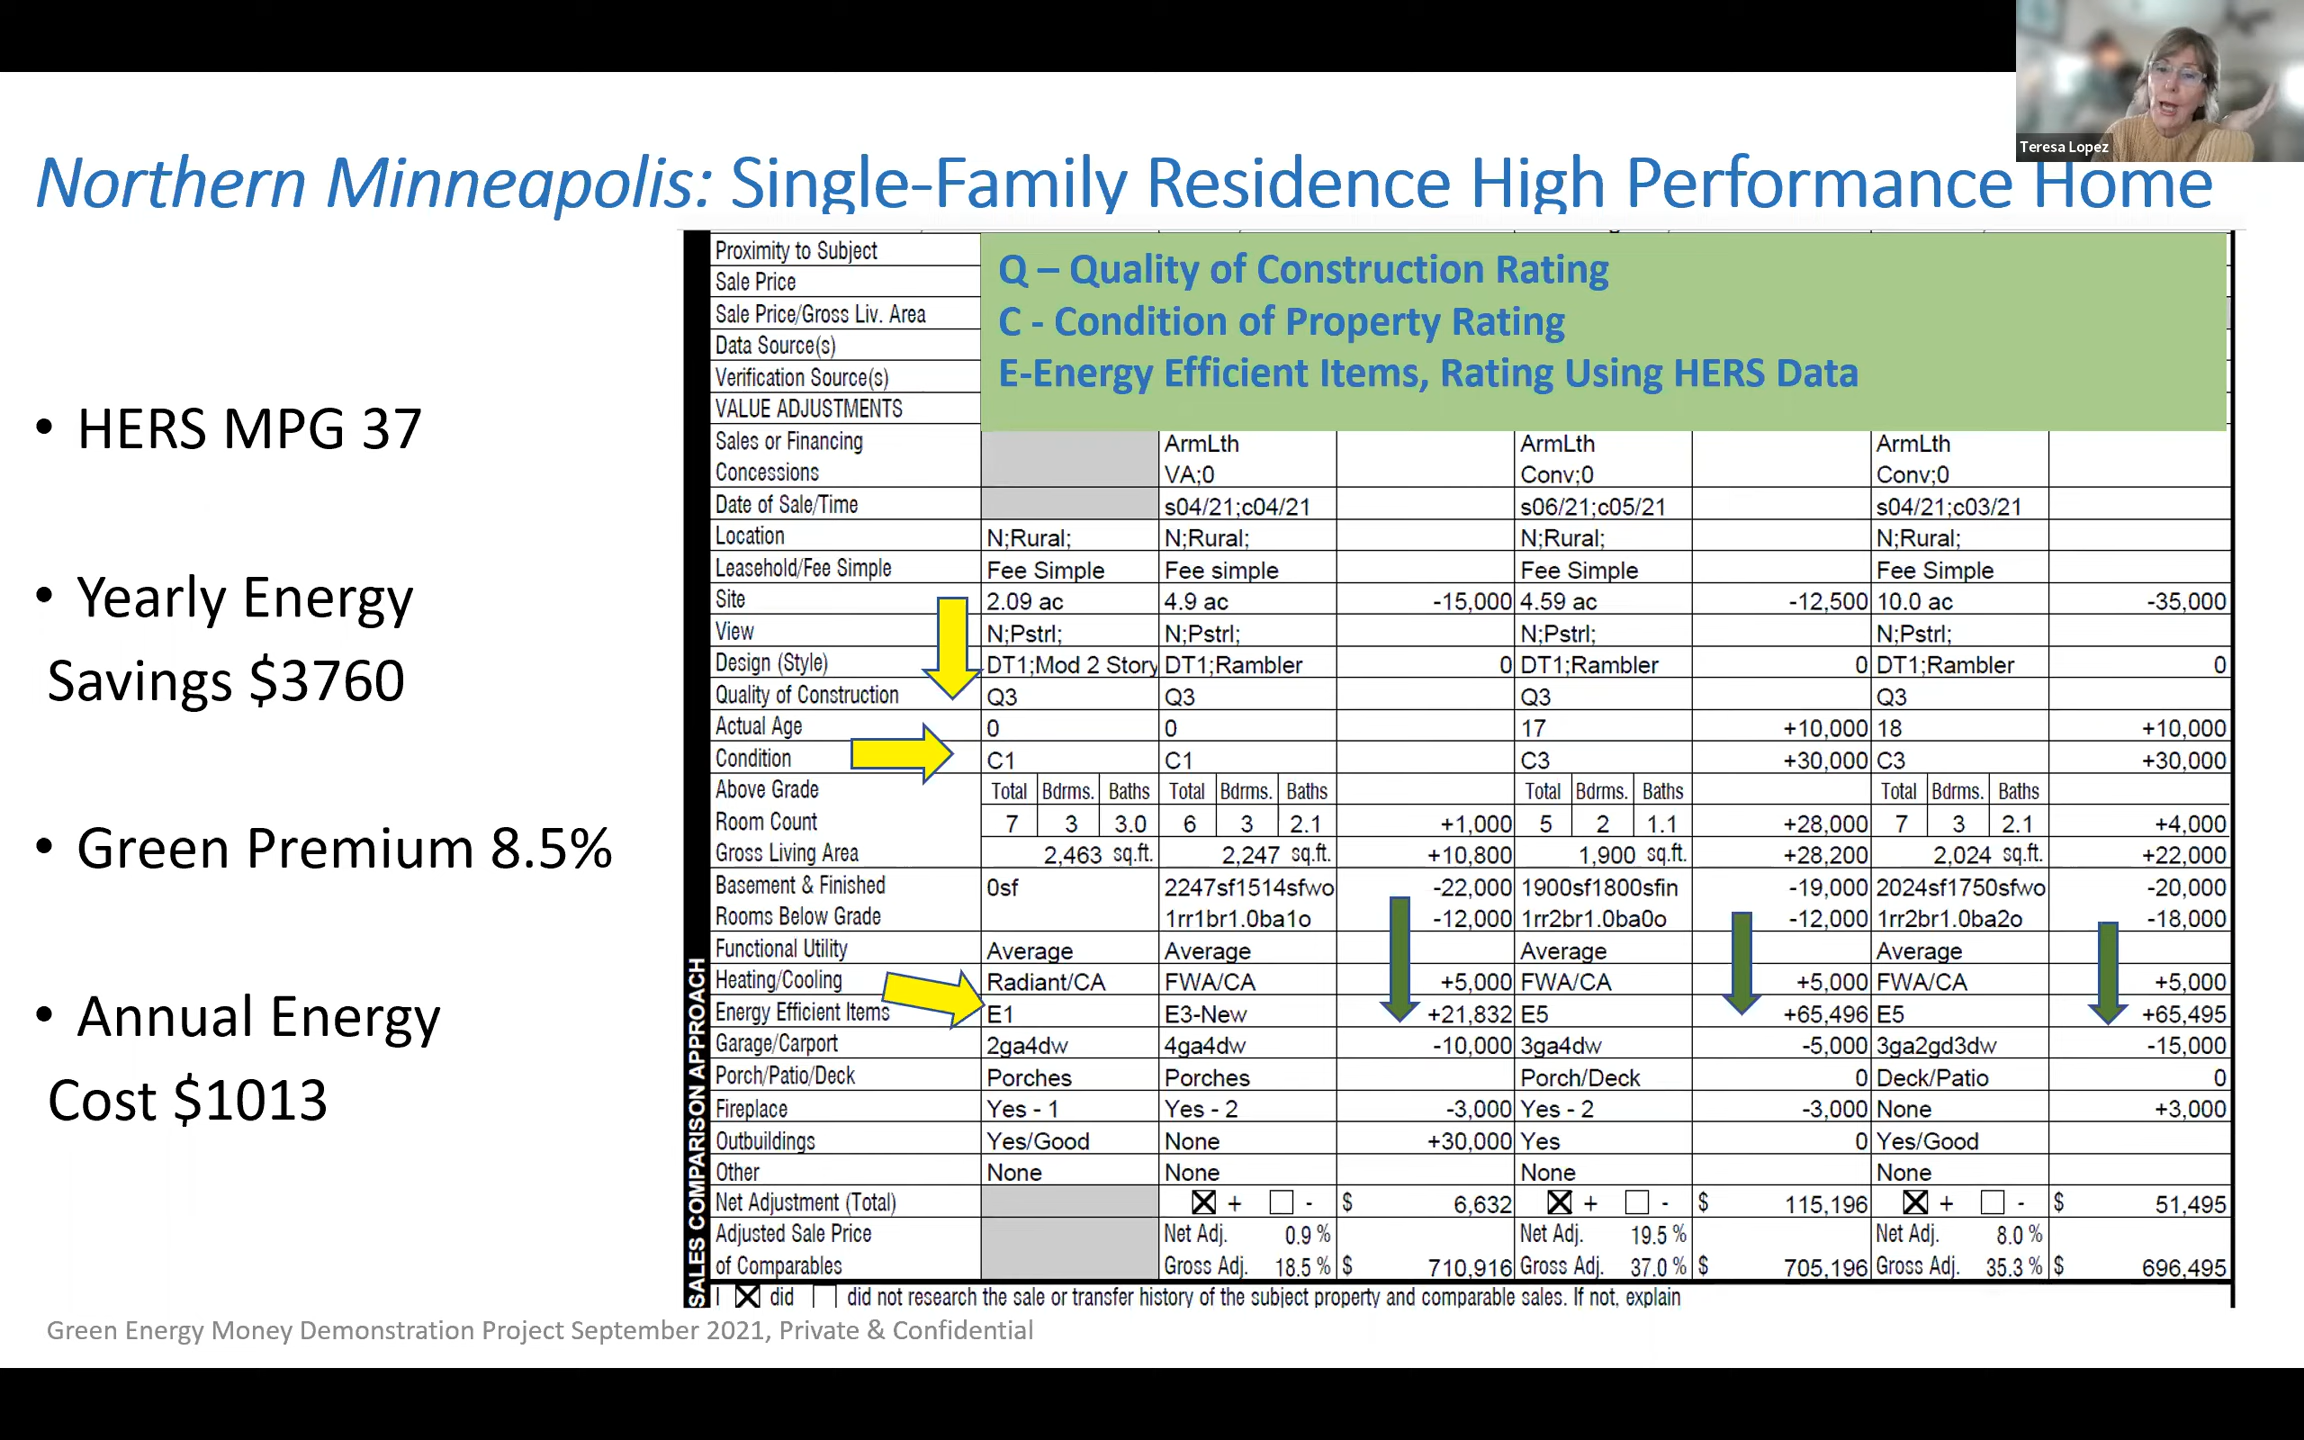 Teresa Lopez
Northern Minneapolis: Single-Family Residence High Performance Home
• HERS MPG 37
• Yearly Energy
Savings $3760
• Green Premium 8.5%
• Annual Energy
Cost $1013
Q – Quality of Construction Rating
C - Condition of Property Rating
E-Energy Efficient Items, Rating Using HERS Data
SALES COMPARISON APPROACH
Proximity to Subject
Sale Price
Sale Price/Gross Liv. Area
Data Source(s)
Verification Source(s)
VALUE ADJUSTMENTS
Sales or Financing ArmLth ArmLth ArmLth
Concessions VA;0 Conv;0 Conv;0
Date of Sale/Time s04/21;c04/21 s06/21;c05/21 s04/21;c03/21
Location N;Rural; N;Rural; N;Rural; N;Rural;
Leasehold/Fee Simple Fee Simple Fee simple Fee Simple Fee Simple
Site 2.09 ac 4.9 ac -15,000 4.59 ac -12,500 10.0 ac -35,000
View N;Pstrl; N;Pstrl; N;Pstrl; N;Pstrl;
Design (Style) DT1;Mod 2 Story DT1;Rambler 0 DT1;Rambler 0 DT1;Rambler 0
Quality of Construction Q3 Q3 Q3 Q3
Actual Age 0 0 17 +10,000 18 +10,000
Condition C1 C1 C3 +30,000 C3 +30,000
Above Grade Total Bdrms. Baths Total Bdrms. Baths Total Bdrms. Baths Total Bdrms. Baths
Room Count 7 3 3.0 6 3 2.1 +1,000 5 2 1.1 +28,000 7 3 2.1 +4,000
Gross Living Area 2,463 sq.ft. 2,247 sq.ft. +10,800 1,900 sq.ft. +28,200 2,024 sq.ft. +22,000
Basement & Finished 0sf 2247sf1514sfwo -22,000 1900sf1800sfin -19,000 2024sf1750sfwo -20,000
Rooms Below Grade 1rr1br1.0ba1o -12,000 1rr2br1.0ba0o -12,000 1rr2br1.0ba2o -18,000
Functional Utility Average Average Average Average
Heating/Cooling Radiant/CA FWA/CA +5,000 FWA/CA +5,000 FWA/CA +5,000
Energy Efficient Items E1 E3-New +21,832 E5 +65,496 E5 +65,495
Garage/Carport 2ga4dw 4ga4dw -10,000 3ga4dw -5,000 3ga2gd3dw -15,000
Porch/Patio/Deck Porches Porches Porch/Deck 0 Deck/Patio 0
Fireplace Yes - 1 Yes - 2 -3,000 Yes - 2 -3,000 None +3,000
Outbuildings Yes/Good None +30,000 Yes 0 Yes/Good
Other None None None None
Net Adjustment (Total) X + - $ 6,632 X + - $ 115,196 X + - $ 51,495
Adjusted Sale Price Net Adj. 0.9 % Net Adj. 19.5 % Net Adj. 8.0 %
of Comparables Gross Adj. 18.5 % $ 710,916 Gross Adj. 37.0 % $ 705,196 Gross Adj. 35.3 % $ 696,495
I X did did not research the sale or transfer history of the subject property and comparable sales. If not, explain
Green Energy Money Demonstration Project September 2021, Private & Confidential